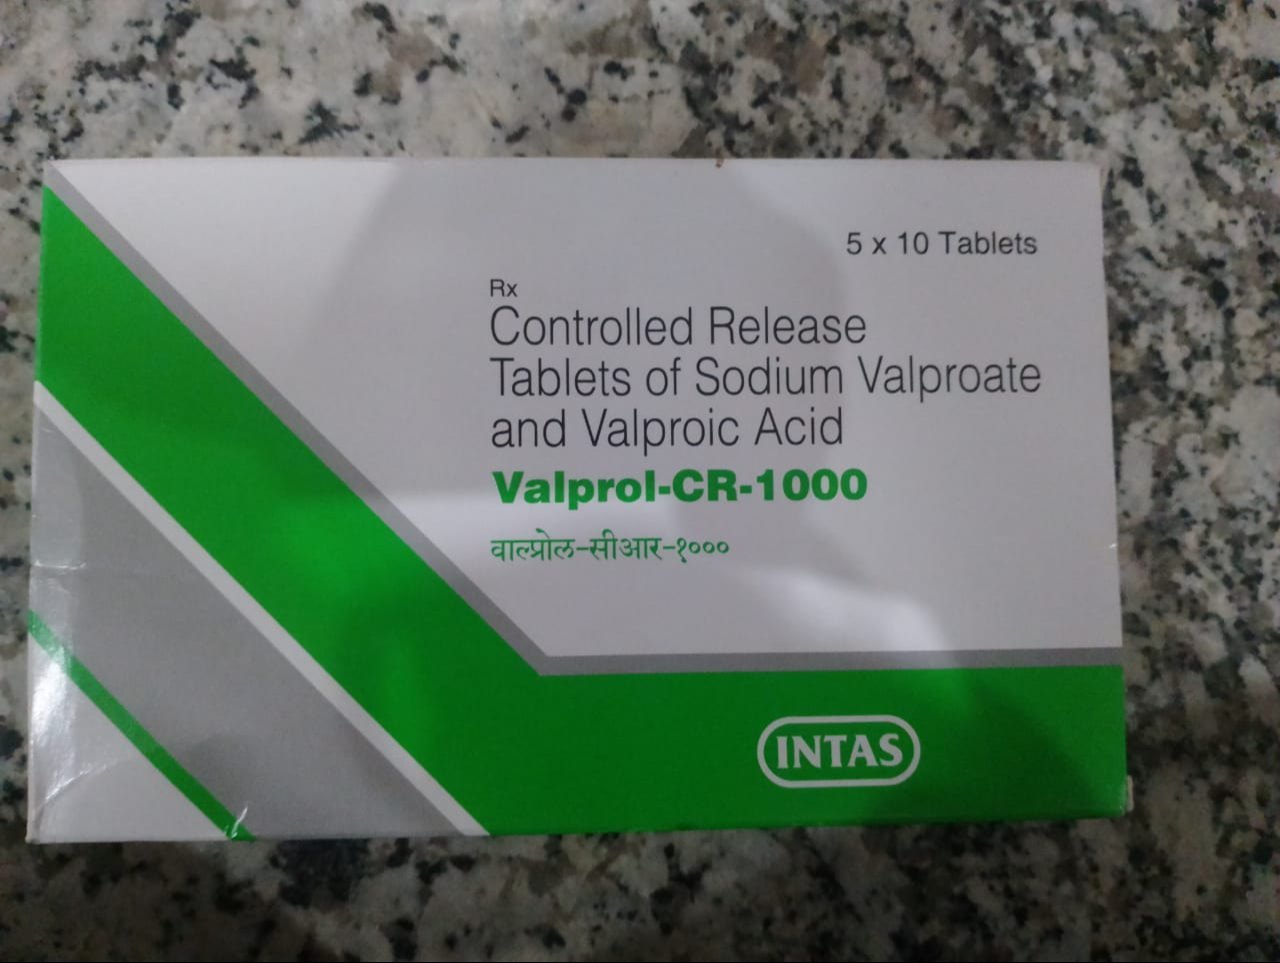 5 x 10 Tablets
Rx
Controlled Release
Tablets of Sodium Valproate
and Valproic Acid
Valprol-CR-1000
वाल्प्रोल-सीआर-१०००
INTAS